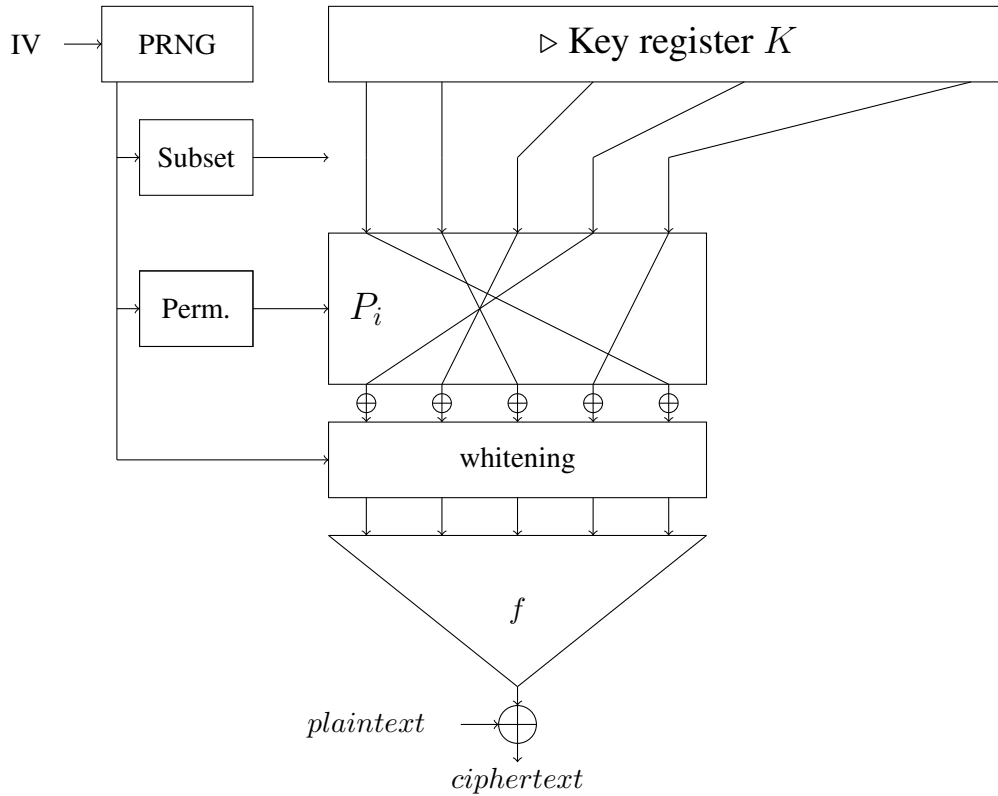 IV
PRNG
▷ Key register K
Subset
Perm.
P_i
whitening
f
plaintext
ciphertext